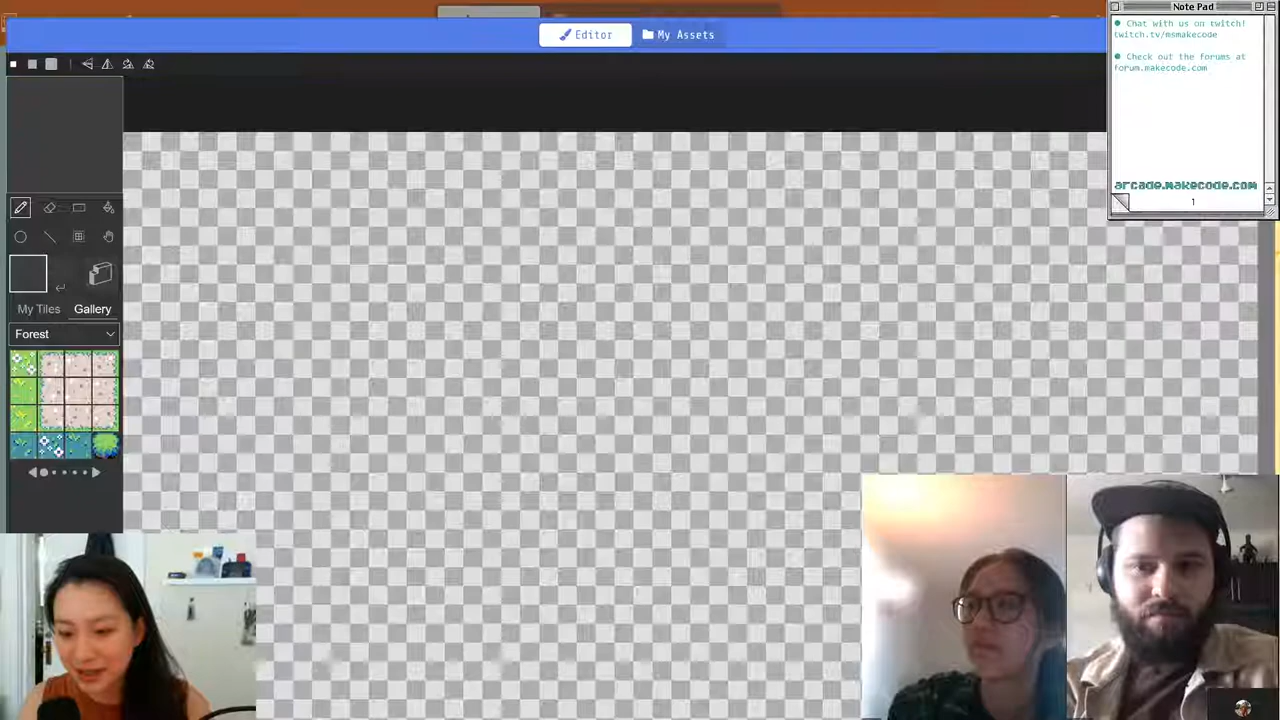 Editor
My Assets
Note Pad
Chat with us on twitch!
twitch.tv/msmakecode
Check out the forums at
forum.makecode.com
arcade.makecode.com
1
My Tiles
Gallery
Forest